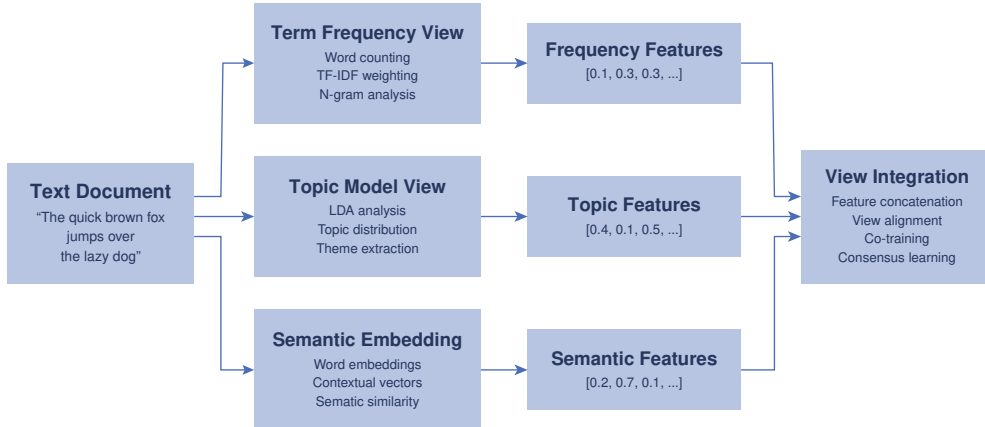 Text Document
“The quick brown fox
jumps over
the lazy dog”
Term Frequency View
Word counting
TF-IDF weighting
N-gram analysis
Frequency Features
[0.1, 0.3, 0.3, ...]
Topic Model View
LDA analysis
Topic distribution
Theme extraction
Topic Features
[0.4, 0.1, 0.5, ...]
Semantic Embedding
Word embeddings
Contextual vectors
Sematic similarity
Semantic Features
[0.2, 0.7, 0.1, ...]
View Integration
Feature concatenation
View alignment
Co-training
Consensus learning